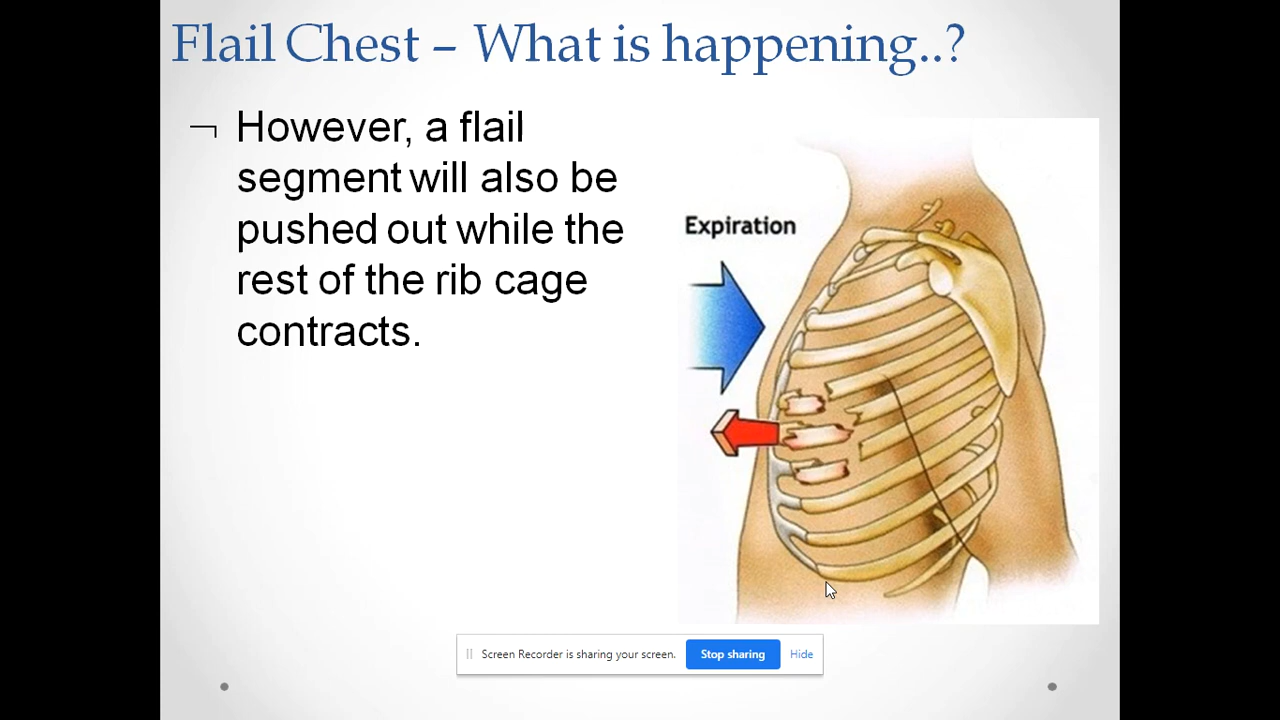 Flail Chest – What is happening..?
However, a flail
segment will also be
pushed out while the
rest of the rib cage
contracts.
Expiration
Screen Recorder is sharing your screen. Stop sharing Hide